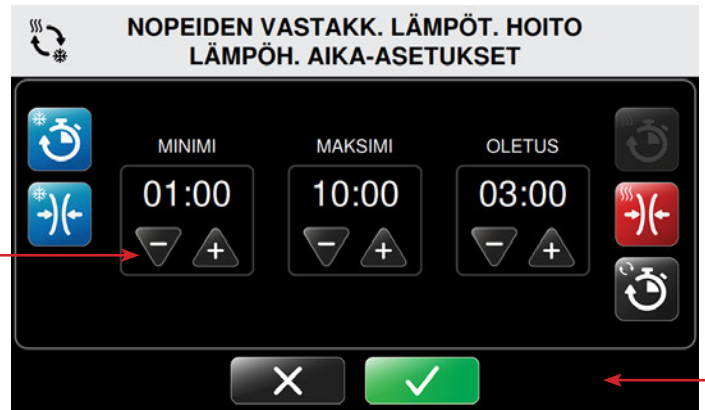 NOPEIDEN VASTAKK. LÄMPÖT. HOITO
LÄMPÖH. AIKA-ASETUKSET
MINIMI MAKSIMI OLETUS
01:00 10:00 03:00
− + − + − +